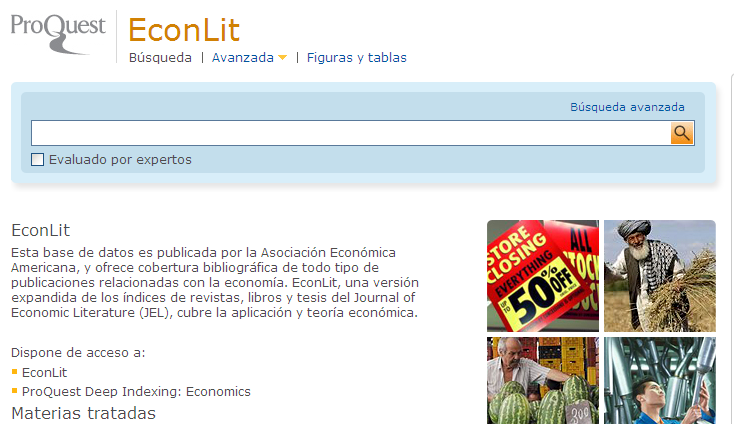 ProQuest
EconLit
Búsqueda | Avanzada | Figuras y tablas
Búsqueda avanzada
Evaluado por expertos
EconLit
Esta base de datos es publicada por la Asociación Económica
Americana, y ofrece cobertura bibliográfica de todo tipo de
publicaciones relacionadas con la economía. EconLit, una versión
expandida de los índices de revistas, libros y tesis del Journal of
Economic Literature (JEL), cubre la aplicación y teoría económica.
STORE
CLOSING
EVERYTHING
UP TO 50% OFF
ALL
STOCK
300
Dispone de acceso a:
EconLit
ProQuest Deep Indexing: Economics
Materias tratadas